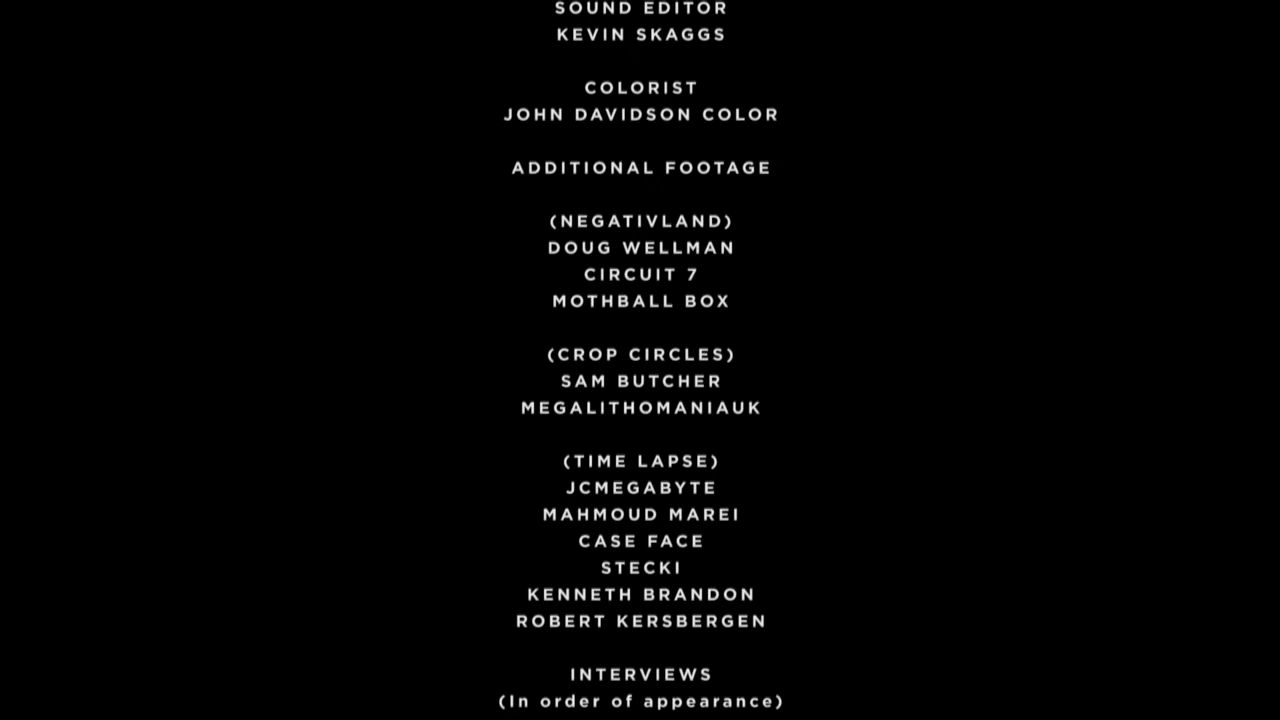 SOUND EDITOR
KEVIN SKAGGS
COLORIST
JOHN DAVIDSON COLOR
ADDITIONAL FOOTAGE
(NEGATIVLAND)
DOUG WELLMAN
CIRCUIT 7
MOTHBALL BOX
(CROP CIRCLES)
SAM BUTCHER
MEGALITHOMANIAUK
(TIME LAPSE)
JCMEGABYTE
MAHMOUD MAREI
CASE FACE
STECKI
KENNETH BRANDON
ROBERT KERSBERGEN
INTERVIEWS
(In order of appearance)